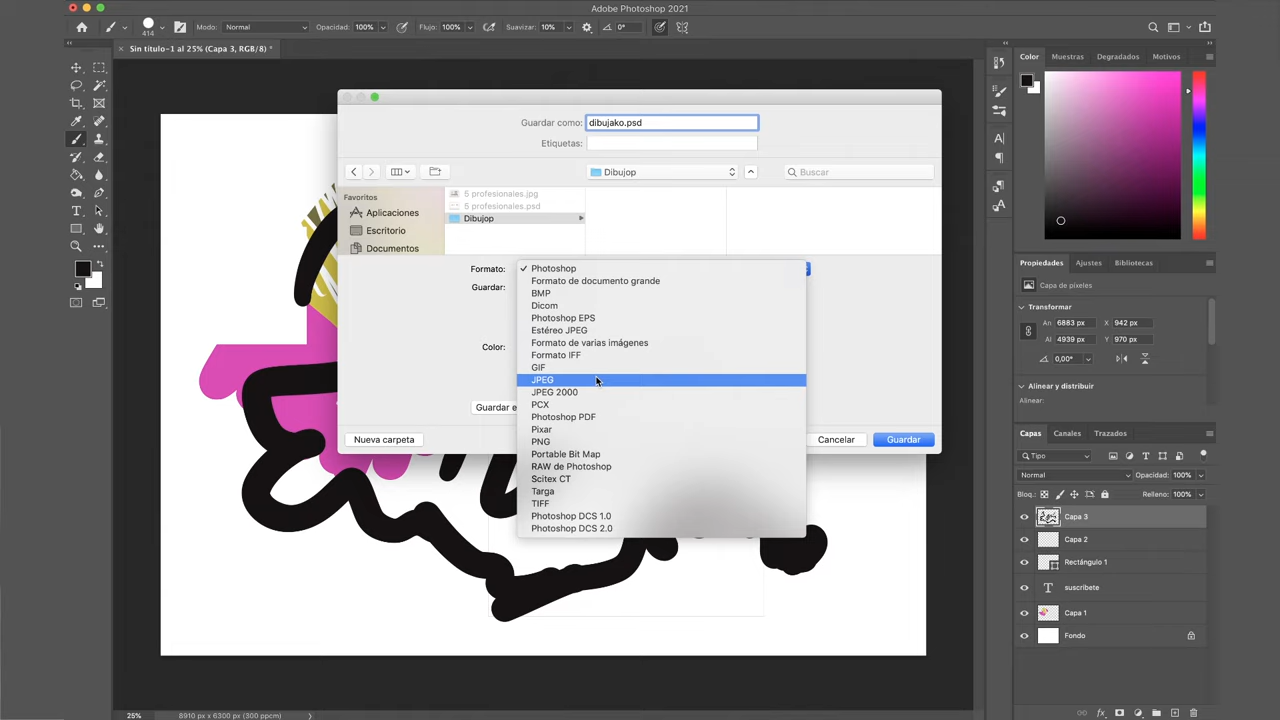 Adobe Photoshop 2021
414
Modo: Normal
Opacidad: 100%
Flujo: 100%
Suavizar: 10%
0°
Sin título-1 al 25% (Capa 3, RGB/8) *
Guardar como: dibujako.psd
Etiquetas:
Dibujop
Buscar
Favoritos
Aplicaciones
Escritorio
Documentos
5 profesionales.jpg
5 profesionales.psd
Dibujop
Formato:
Guardar:
Color:
Guardar e
Nueva carpeta
Cancelar
Guardar
Photoshop
Formato de documento grande
BMP
Dicom
Photoshop EPS
Estéreo JPEG
Formato de varias imágenes
Formato IFF
GIF
JPEG
JPEG 2000
PCX
Photoshop PDF
Pixar
PNG
Portable Bit Map
RAW de Photoshop
Scitex CT
Targa
TIFF
Photoshop DCS 1.0
Photoshop DCS 2.0
Color
Muestras
Degradados
Motivos
Propiedades
Ajustes
Bibliotecas
Capa de píxeles
Transformar
An 6883 px
X 942 px
Al 4939 px
Y 970 px
0,00°
Alinear y distribuir
Alinear:
Capas
Canales
Trazados
Tipo
Normal
Opacidad: 100%
Bloq.:
Relleno: 100%
Capa 3
Capa 2
Rectángulo 1
suscribete
Capa 1
Fondo
25%
8910 px x 6300 px (300 ppcm)